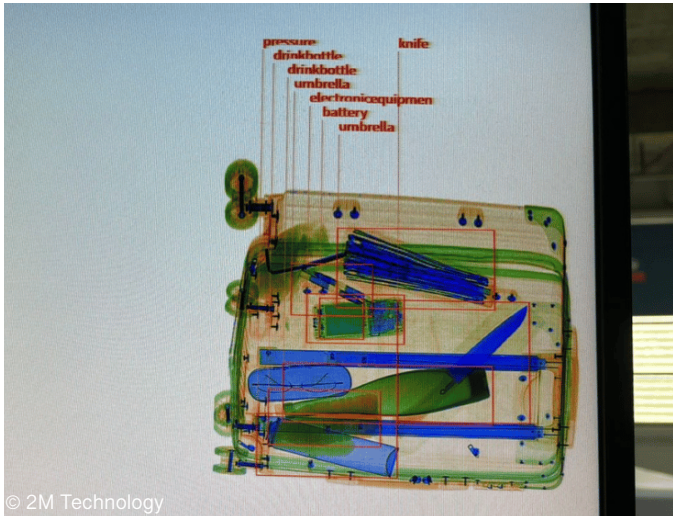 pressure
knife
drinkbottle
drinkbottle
umbrella
electronicequipmen
battery
umbrella
© 2M Technology